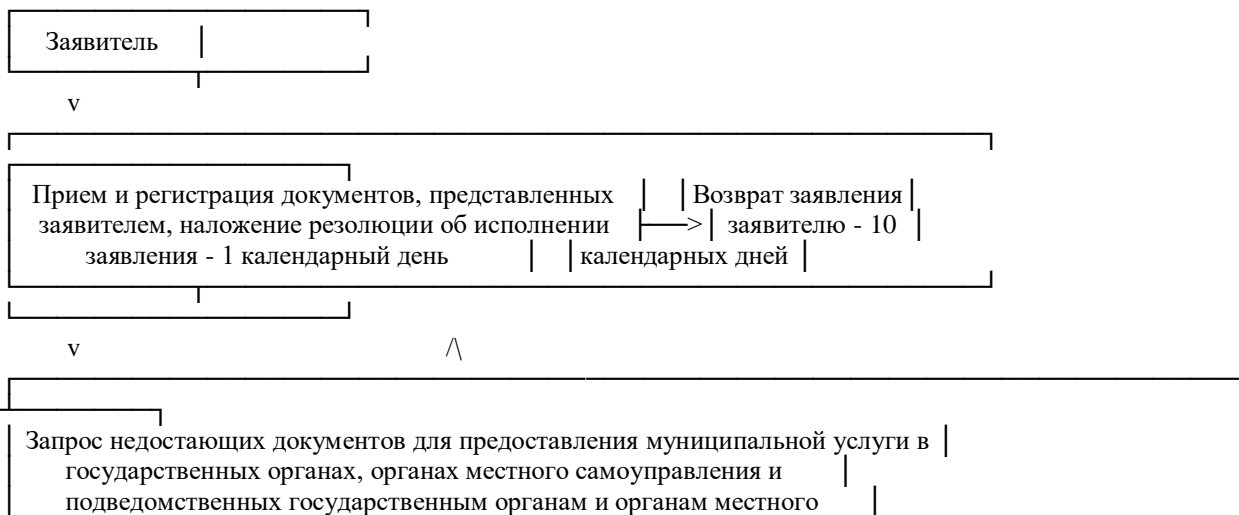 Заявитель
v
Прием и регистрация документов, представленных Возврат заявления
заявителем, наложение резолюции об исполнении > заявителю - 10
заявления - 1 календарный день календарных дней
v /\
Запрос недостающих документов для предоставления муниципальной услуги в
государственных органах, органах местного самоуправления и
подведомственных государственным органам и органам местного